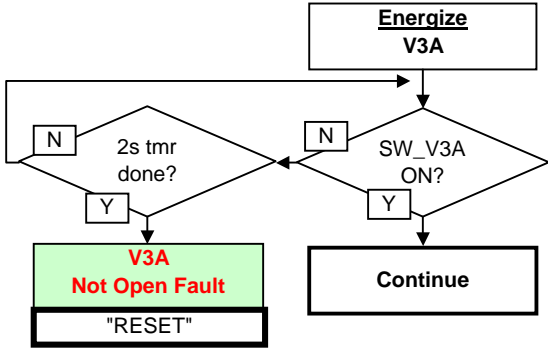 Energize
V3A
N
2s tmr
done?
Y
N
SW_V3A
ON?
Y
V3A
Not Open Fault
"RESET"
Continue